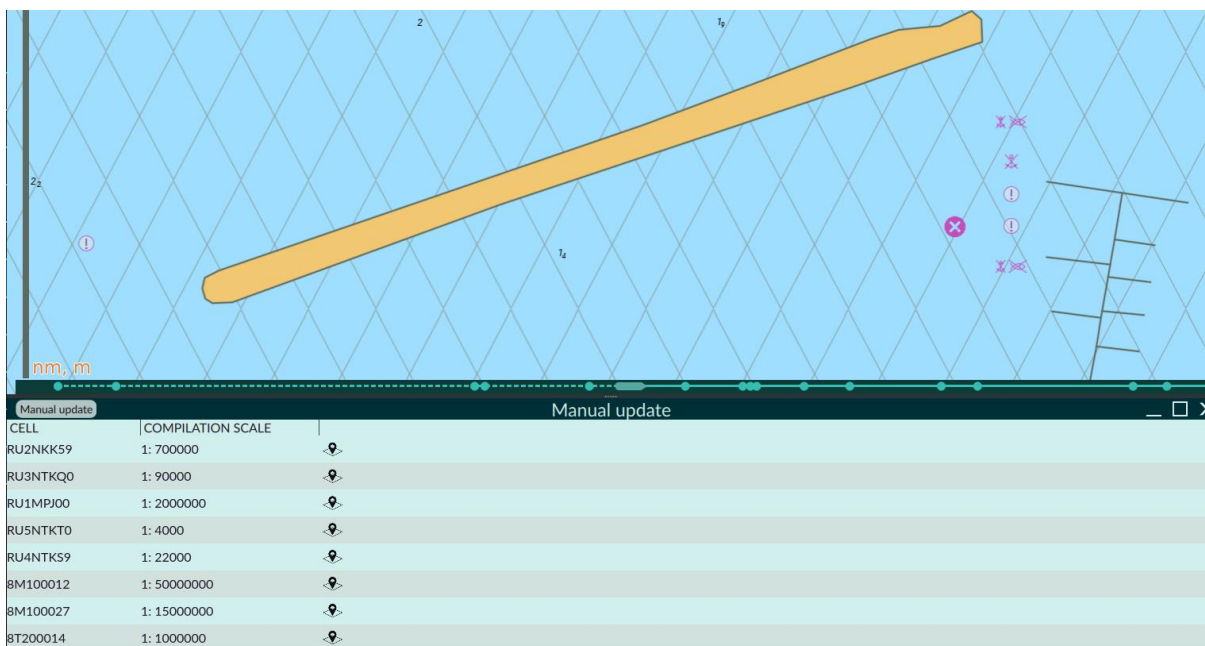 2
1₉
2₂
1₄
nm, m
Manual update
Manual update
CELL COMPILATION SCALE
RU2NKK59 1: 700000
RU3NTKQ0 1: 90000
RU1MPJ00 1: 2000000
RU5NTKT0 1: 4000
RU4NTKS9 1: 22000
8M100012 1: 50000000
8M100027 1: 15000000
8T200014 1: 1000000